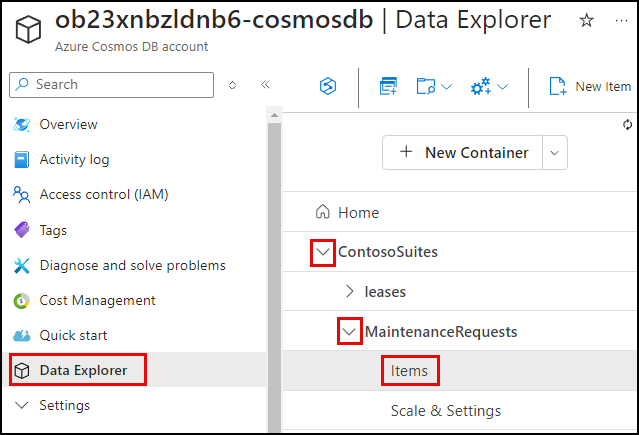 ob23xnbzldnb6-cosmosdb | Data Explorer
Azure Cosmos DB account
Search
New Item
Overview
Activity log
Access control (IAM)
Tags
Diagnose and solve problems
Cost Management
Quick start
Data Explorer
Settings
New Container
Home
ContosoSuites
leases
MaintenanceRequests
Items
Scale & Settings